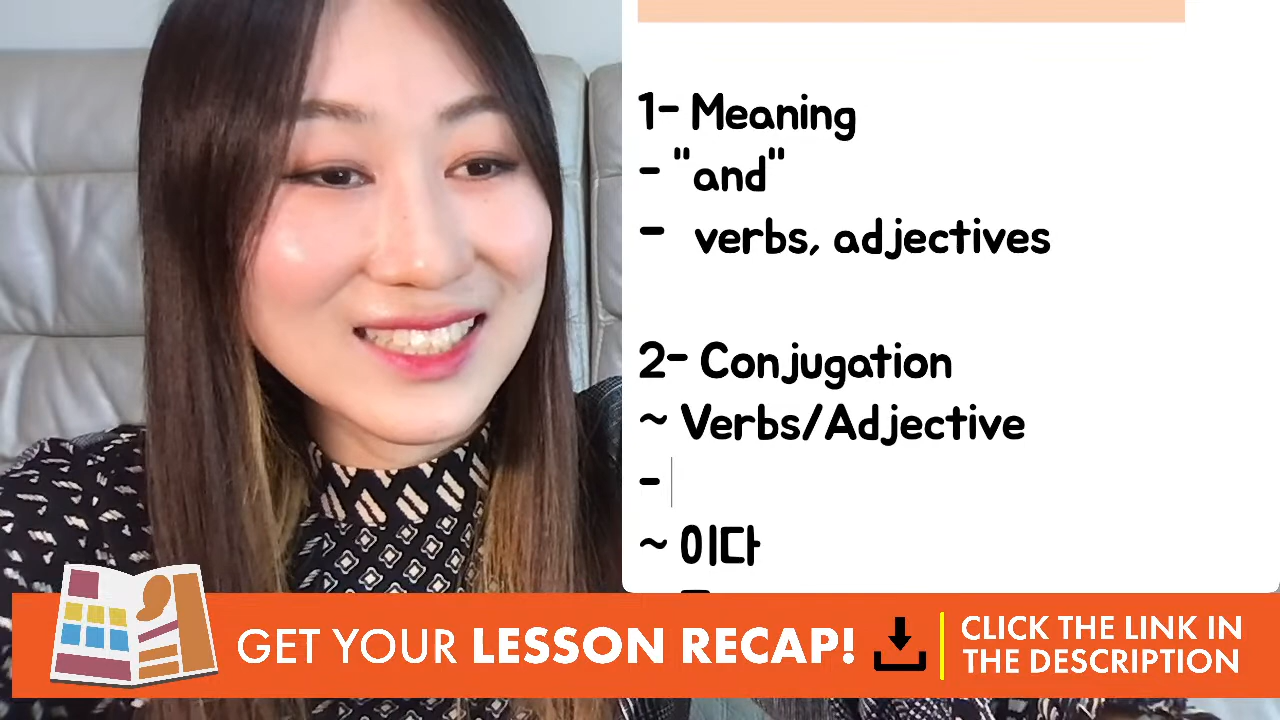 1- Meaning
- "and"
- verbs, adjectives
2- Conjugation
~ Verbs/Adjective
-
~ 이다
GET YOUR LESSON RECAP!
CLICK THE LINK IN
THE DESCRIPTION